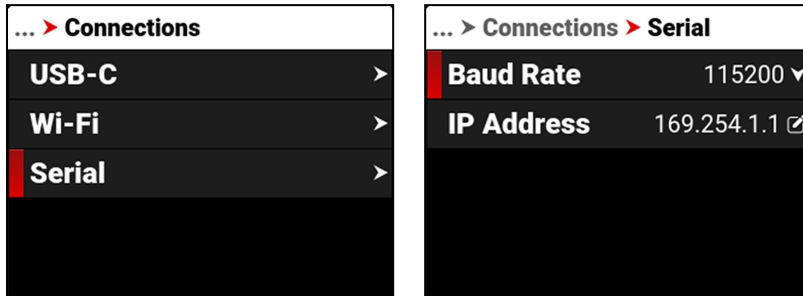 ... ➤ Connections
USB-C
Wi-Fi
Serial
... ➤ Connections ➤ Serial
Baud Rate 115200
IP Address 169.254.1.1